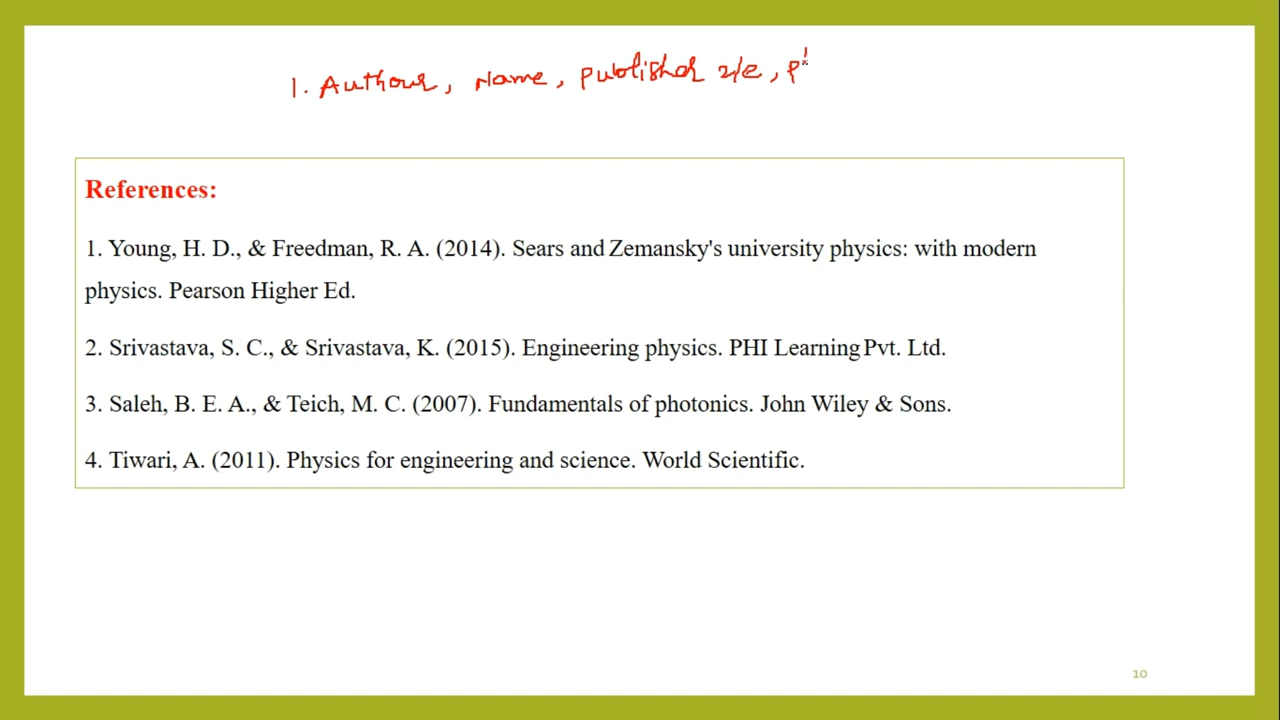 1. Authour, Name, publisher 2/e, p
References:
1. Young, H. D., & Freedman, R. A. (2014). Sears and Zemansky's university physics: with modern
physics. Pearson Higher Ed.
2. Srivastava, S. C., & Srivastava, K. (2015). Engineering physics. PHI Learning Pvt. Ltd.
3. Saleh, B. E. A., & Teich, M. C. (2007). Fundamentals of photonics. John Wiley & Sons.
4. Tiwari, A. (2011). Physics for engineering and science. World Scientific.
10